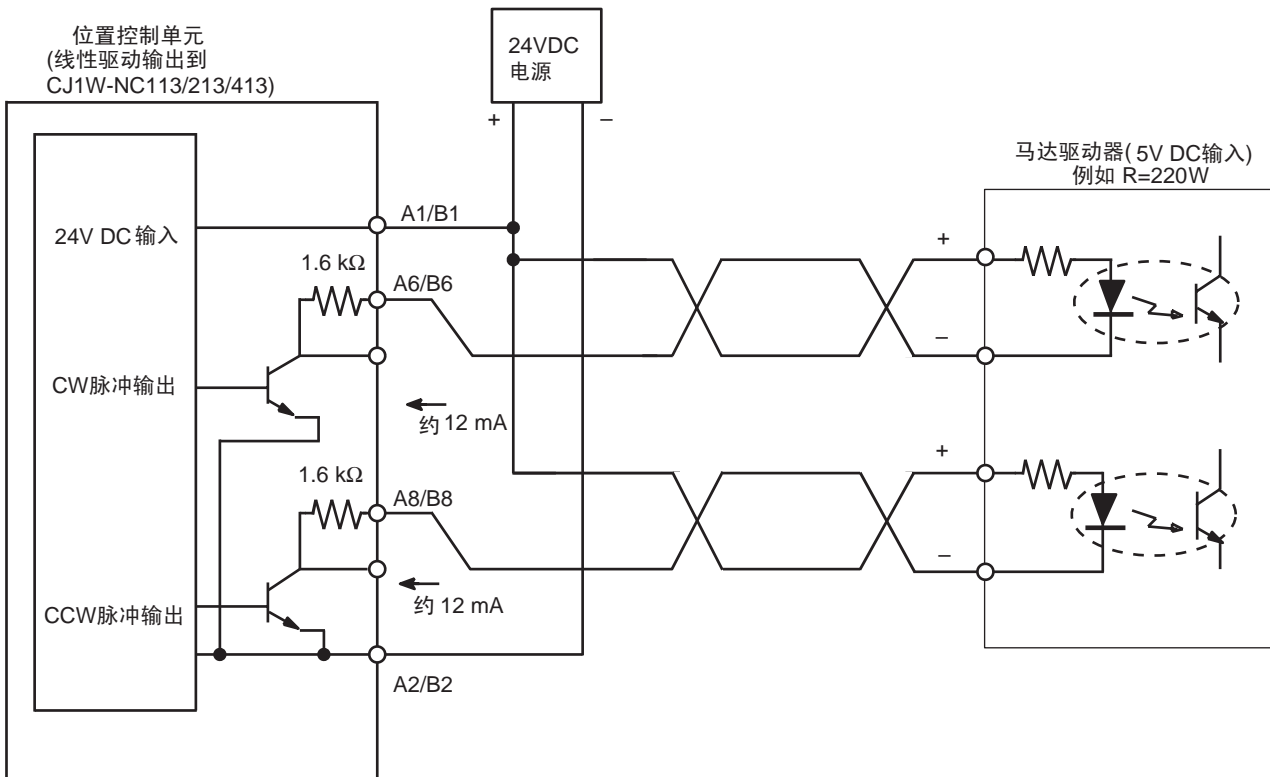 位置控制单元
(线性驱动输出到
CJ1W-NC113/213/413)
24VDC
电源
+
−
马达驱动器( 5V DC输入)
例如 R=220W
24V DC 输入
A1/B1
1.6 kΩ
A6/B6
+
−
CW脉冲输出
约 12 mA
1.6 kΩ
A8/B8
+
−
约 12 mA
CCW脉冲输出
A2/B2